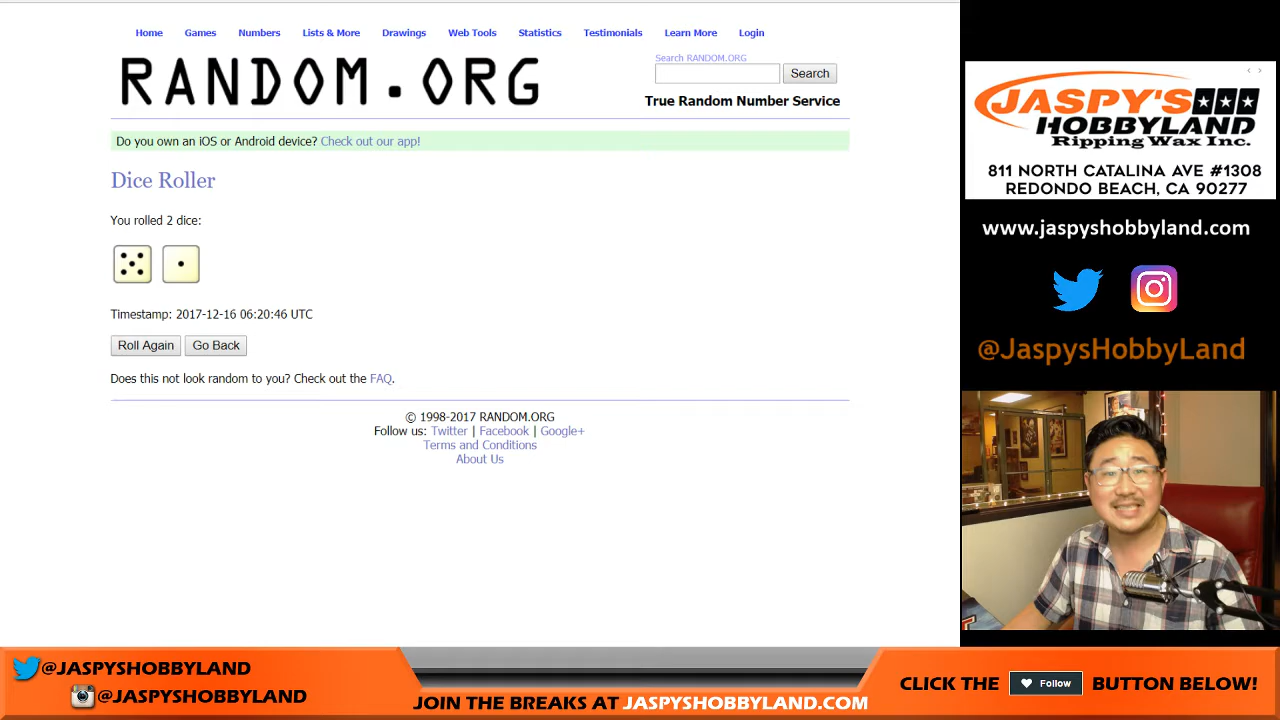 Home Games Numbers Lists & More Drawings Web Tools Statistics Testimonials Learn More Login
RANDOM.ORG
Search RANDOM.ORG
Search
True Random Number Service
Do you own an iOS or Android device? Check out our app!
Dice Roller
You rolled 2 dice:
Timestamp: 2017-12-16 06:20:46 UTC
Roll Again Go Back
Does this not look random to you? Check out the FAQ.
© 1998-2017 RANDOM.ORG
Follow us: Twitter | Facebook | Google+
Terms and Conditions
About Us
JASPY'S
HOBBYLAND
Ripping Wax Inc.
811 NORTH CATALINA AVE #1308
REDONDO BEACH, CA 90277
www.jaspyshobbyland.com
@JaspysHobbyLand
@JASPYSHOBBYLAND
@JASPYSHOBBYLAND
JOIN THE BREAKS AT JASPYSHOBBYLAND.COM
CLICK THE Follow BUTTON BELOW!